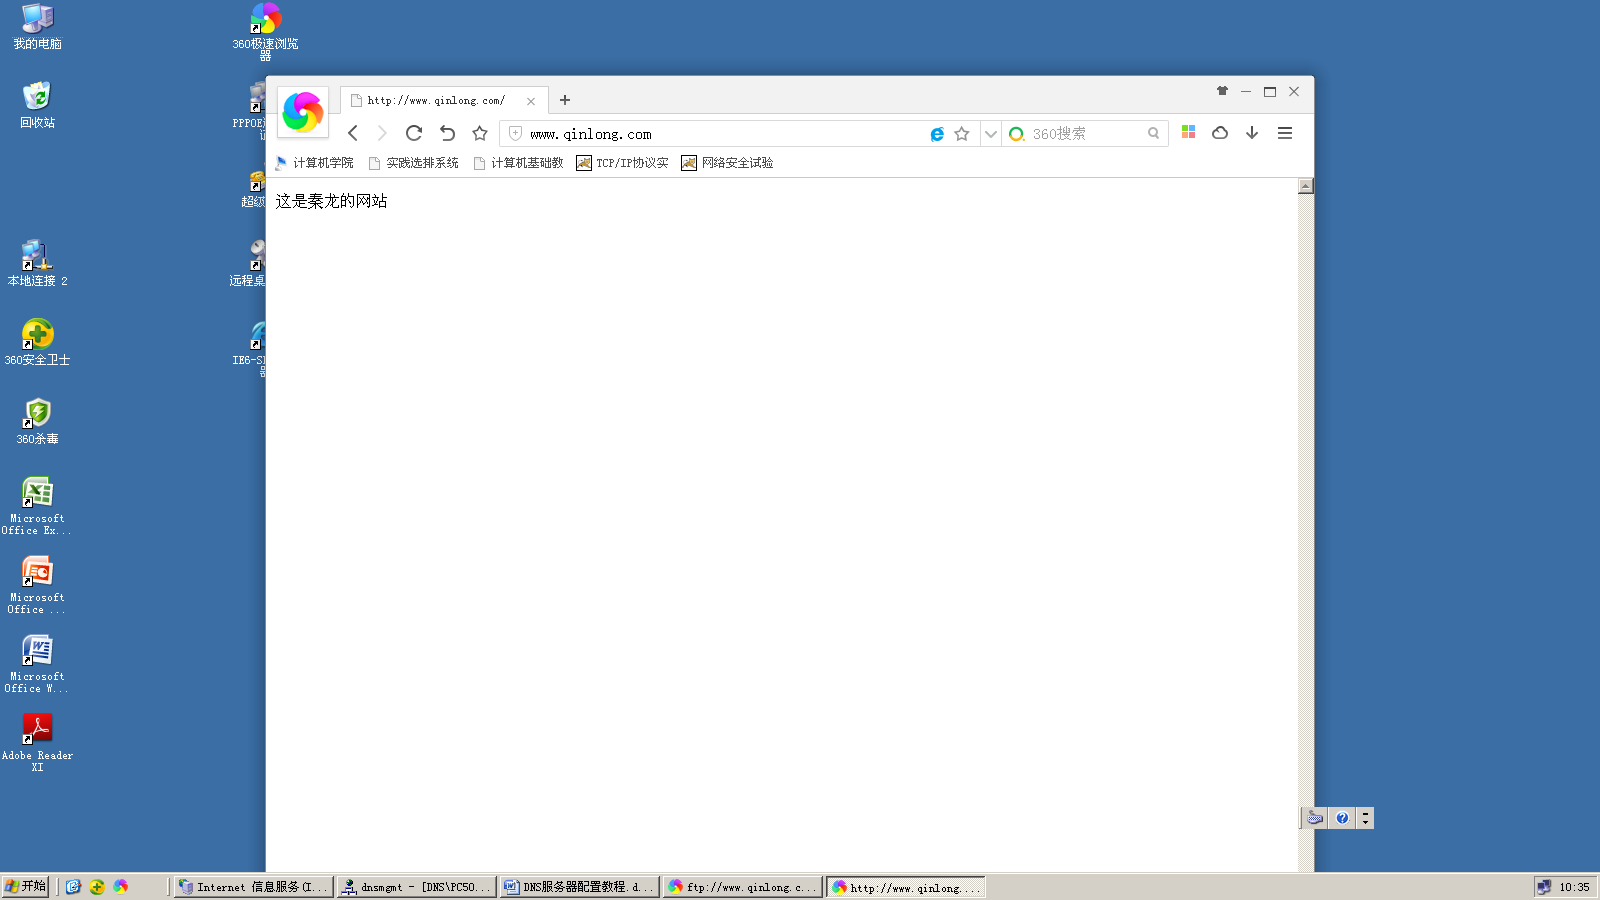 我的电脑
360极速浏览
器
回收站
PPPOE
超级
本地连接 2
远程桌
360安全卫士
IE6-S
器
360杀毒
Microsoft
Office Ex...
Microsoft
Office ...
Microsoft
Office W...
Adobe Reader
XI
http://www.qinlong.com/
www.qinlong.com
360搜索
计算机学院
实践选排系统
计算机基础教
TCP/IP协议实
网络安全试验
这是秦龙的网站
开始
Internet 信息服务(I...
dnsmgmt - [DNS\PC50...
DNS服务器配置教程.d...
ftp://www.qinlong.c...
http://www.qinlong....
10:35